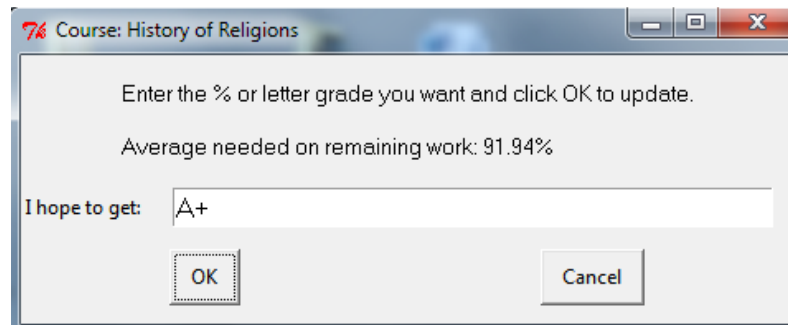 Course: History of Religions
Enter the % or letter grade you want and click OK to update.
Average needed on remaining work: 91.94%
I hope to get: A+
OK Cancel